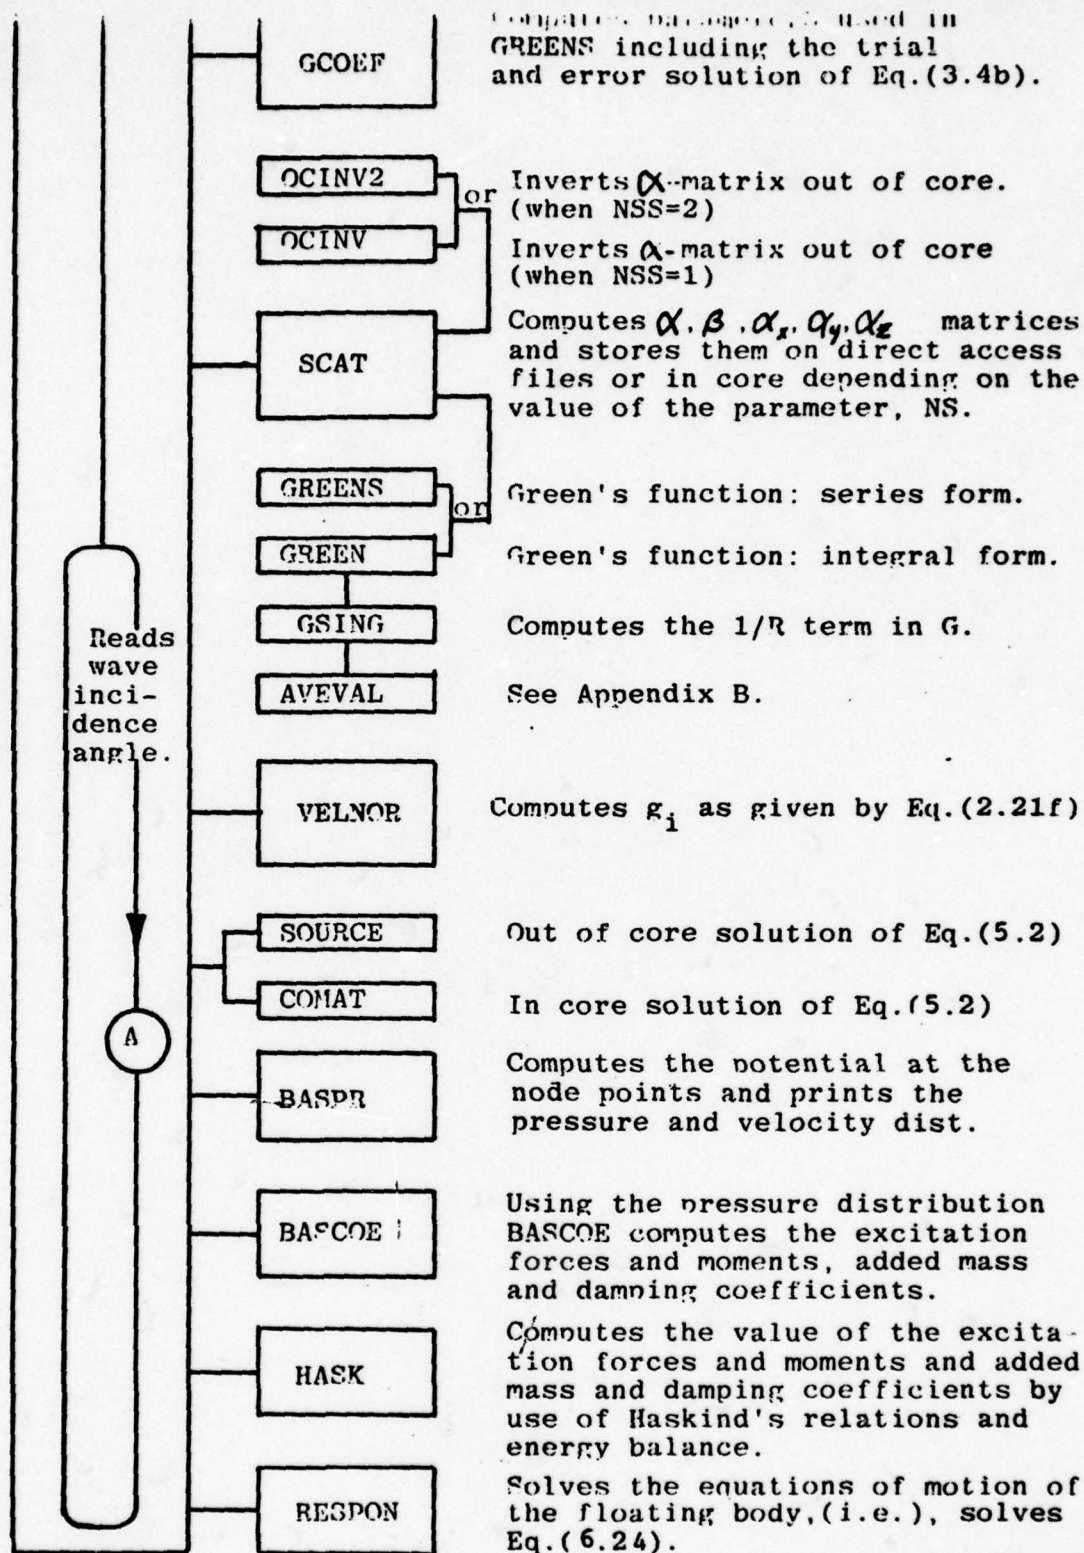 used in
GCOEF
GREENS including the trial
and error solution of Eq.(3.4b).
OCINV2
or
Inverts α-matrix out of core.
(when NSS=2)
OCINV
Inverts α-matrix out of core
(when NSS=1)
SCAT
Computes α, β, αx, αy, αz matrices
and stores them on direct access
files or in core depending on the
value of the parameter, NS.
GREENS
or
Green's function: series form.
GREEN
Green's function: integral form.
GSING
Computes the 1/R term in G.
Reads
wave
inci-
dence
angle.
AVEVAL
See Appendix B.
VELNOR
Computes gi as given by Eq.(2.21f)
SOURCE
Out of core solution of Eq.(5.2)
COMAT
In core solution of Eq.(5.2)
A
BASPR
Computes the potential at the
node points and prints the
pressure and velocity dist.
BASCOE
Using the pressure distribution
BASCOE computes the excitation
forces and moments, added mass
and damping coefficients.
HASK
Computes the value of the excita-
tion forces and moments and added
mass and damping coefficients by
use of Haskind's relations and
energy balance.
RESPON
Solves the equations of motion of
the floating body,(i.e.), solves
Eq.(6.24).